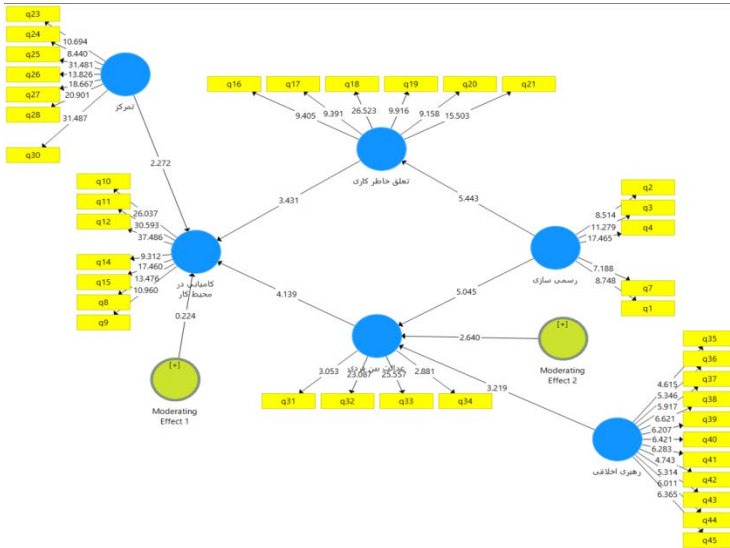 q23
q24
q25
q26
q27
q28
q30
10.694
8.440
31.481
13.826
18.667
20.901
31.487
تمرکز
2.272
q16
q17
q18
q19
q20
q21
9.405
9.391
26.523
9.916
9.158
15.503
تعلق خاطر کاری
3.431
5.443
q10
q11
q12
q14
q15
q8
q9
26.037
30.593
37.486
9.312
17.460
13.476
10.960
کامیابی در
محیط کار
0.224
[+]
Moderating
Effect 1
4.139
q2
q3
q4
q7
q1
8.514
11.279
17.465
7.188
8.748
رسمی سازی
5.045
عدالت بین فردی
3.053
23.087
25.557
2.881
q31
q32
q33
q34
2.640
[+]
Moderating
Effect 2
3.219
q35
q36
q37
q38
q39
q40
q41
q42
q43
q44
q45
4.615
5.346
5.917
6.621
6.207
6.421
6.283
4.743
5.314
6.011
6.365
رهبری اخلاقی